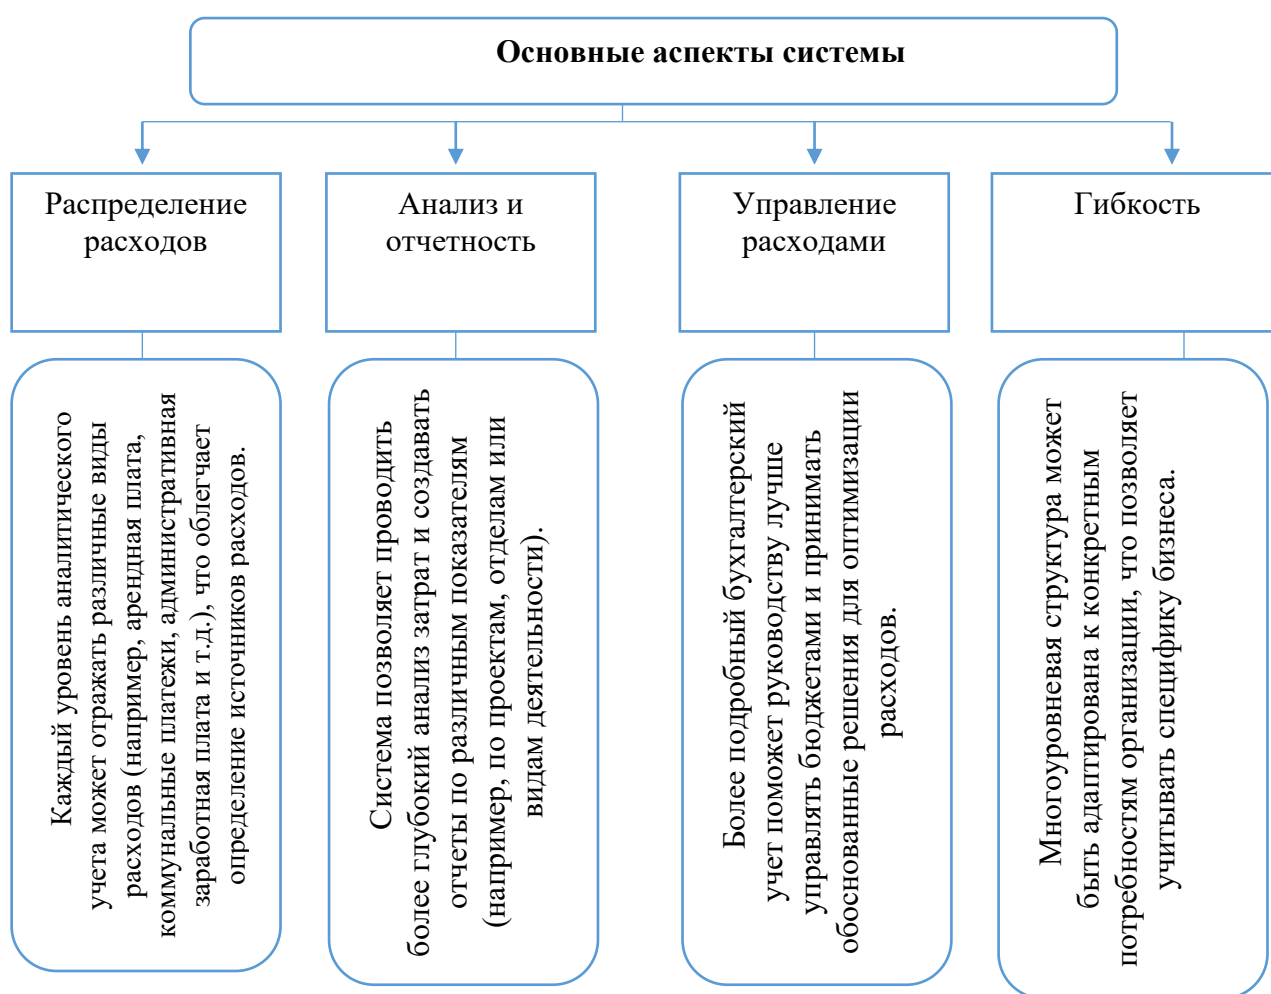 Основные аспекты системы
Распределение
расходов
Анализ и
отчетность
Управление
расходами
Гибкость
Каждый уровень аналитического
учета может отражать различные виды
расходов (например, арендная плата,
коммунальные платежи, административная
заработная плата и т.д.), что облегчает
определение источников расходов.
Система позволяет проводить
более глубокий анализ затрат и создавать
отчеты по различным показателям
(например, по проектам, отделам или
видам деятельности).
Более подробный бухгалтерский
учет поможет руководству лучше
управлять бюджетами и принимать
обоснованные решения для оптимизации
расходов.
Многоуровневая структура может
быть адаптирована к конкретным
потребностям организации, что позволяет
учитывать специфику бизнеса.